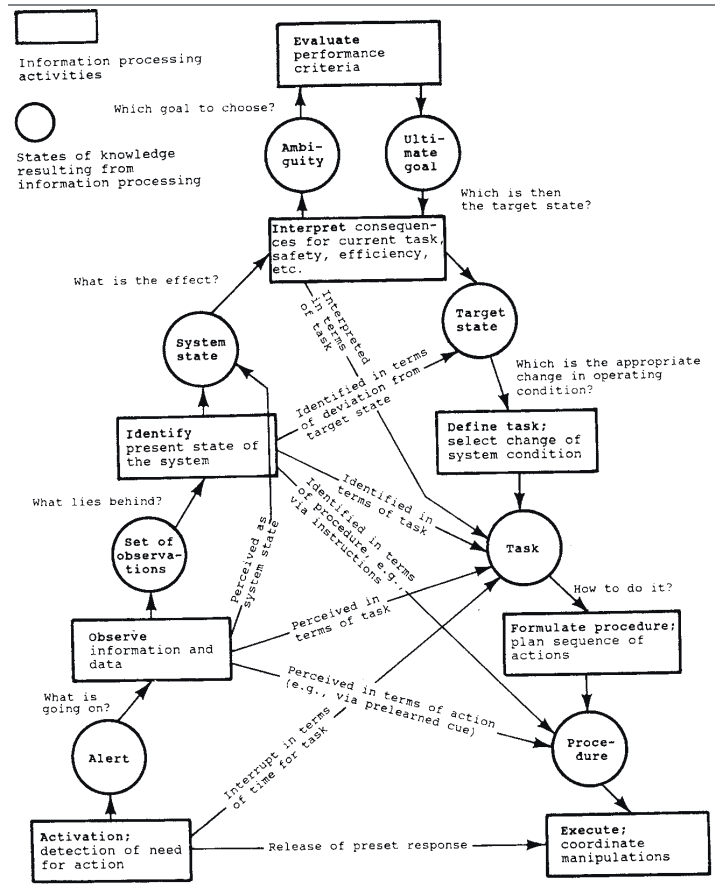 Information processing
activities
States of knowledge
resulting from
information processing
Evaluate
performance
criteria
Which goal to choose?
Ambi-
guity
Ulti-
mate
goal
Which is then
the target state?
Interpret consequen-
ces for current task,
safety, efficiency,
etc.
What is the effect?
System
state
Target
state
Interpreted
in terms
of task
Identified in terms
of deviation from
target state
Which is the appropriate
change in operating
condition?
Identify
present state of
the system
Define task;
select change of
system condition
What lies behind?
Identified in
terms of task
Identified in terms
of procedure, e.g.,
via instructions
Set of
observa-
tions
Perceived as
system state
Task
How to do it?
Observe
information and
data
Perceived in
terms of task
Formulate procedure;
plan sequence of
actions
What is
going on?
Perceived in terms of action
(e.g., via prelearned cue)
Alert
Interrupt in terms
of time for task
Proce-
dure
Activation;
detection of need
for action
Release of preset response
Execute;
coordinate
manipulations